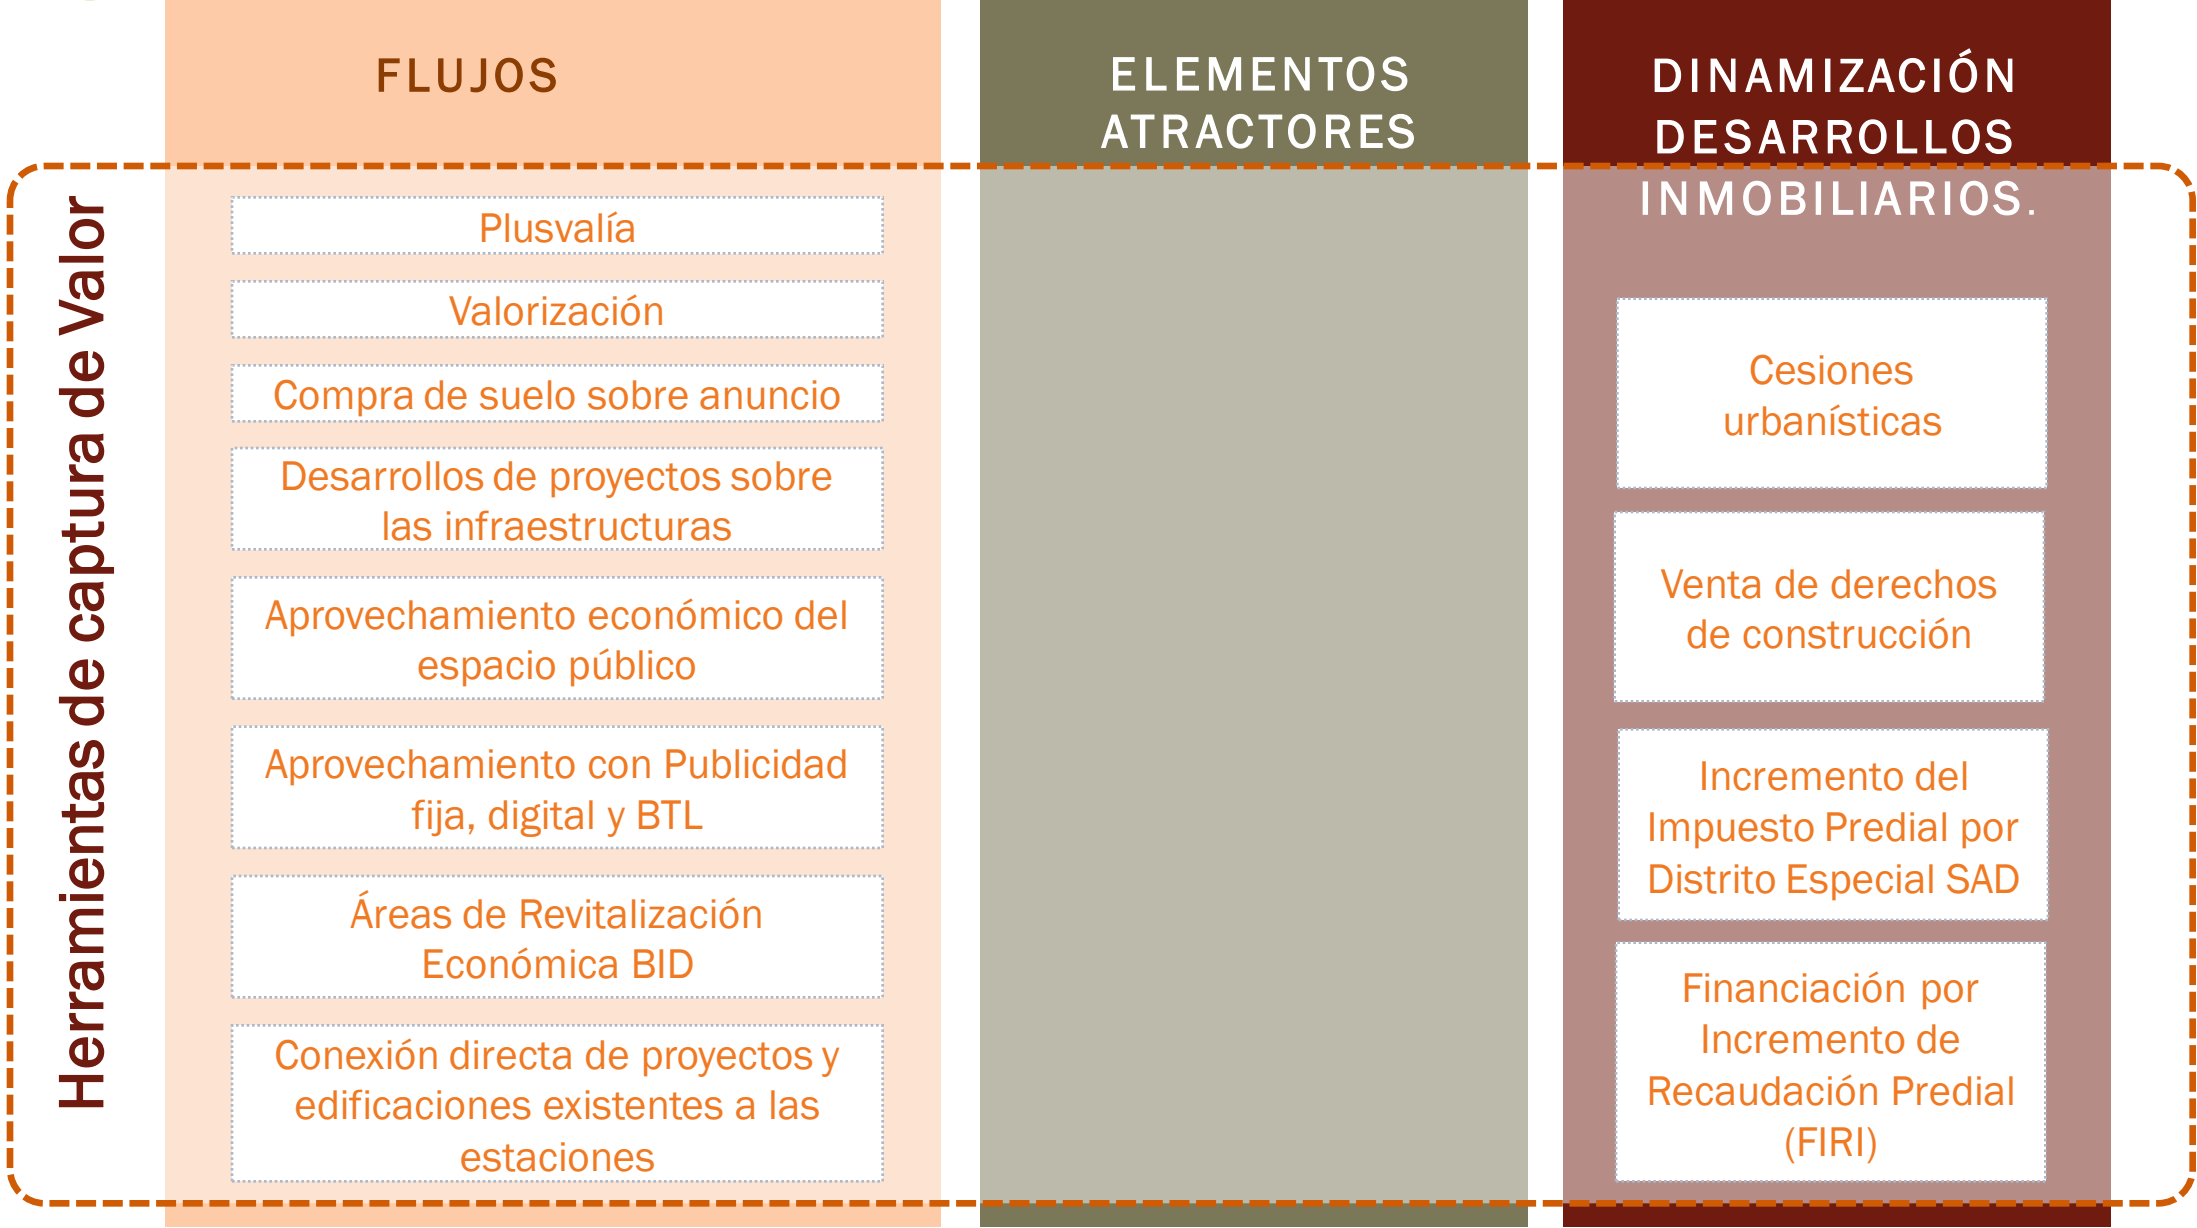 FLUJOS
ELEMENTOS
ATRACTORES
DINAMIZACIÓN
DESARROLLOS
INMOBILIARIOS.
Herramientas de captura de Valor
Plusvalía
Valorización
Compra de suelo sobre anuncio
Desarrollos de proyectos sobre
las infraestructuras
Aprovechamiento económico del
espacio público
Aprovechamiento con Publicidad
fija, digital y BTL
Áreas de Revitalización
Económica BID
Conexión directa de proyectos y
edificaciones existentes a las
estaciones
Cesiones
urbanísticas
Venta de derechos
de construcción
Incremento del
Impuesto Predial por
Distrito Especial SAD
Financiación por
Incremento de
Recaudación Predial
(FIRI)